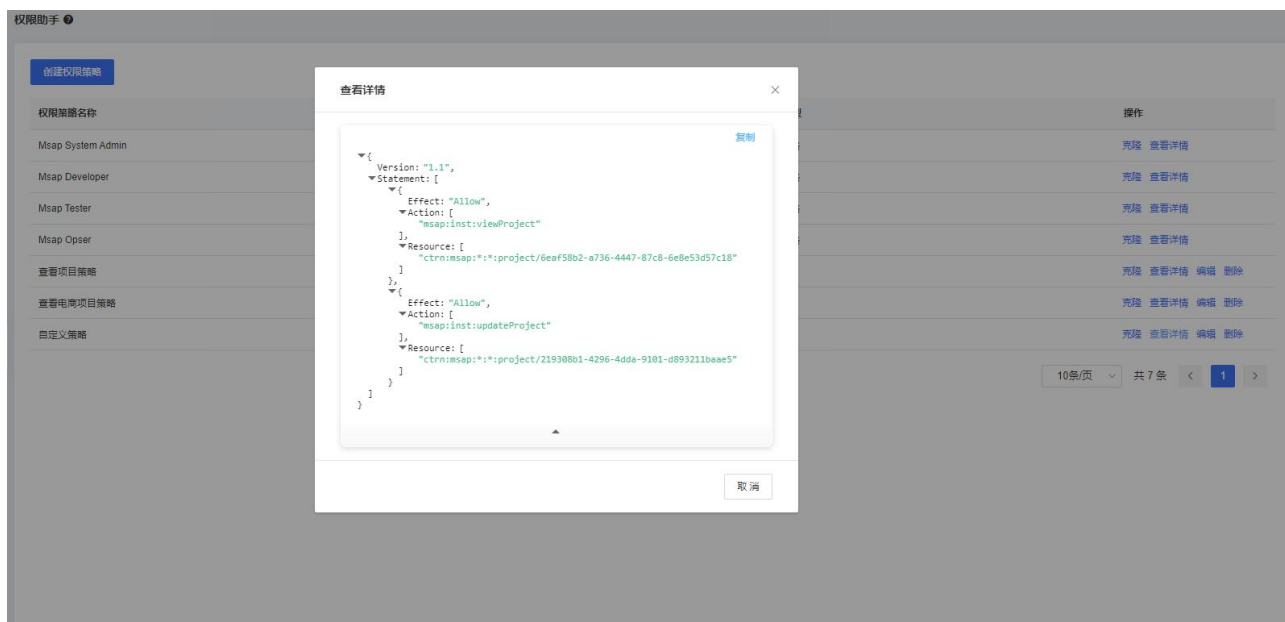 权限助手
创建权限策略
权限策略名称 操作
Msap System Admin 克隆 查看详情
Msap Developer 克隆 查看详情
Msap Tester 克隆 查看详情
Msap Opser 克隆 查看详情
查看项目策略 克隆 查看详情 编辑 删除
查看电商项目策略 克隆 查看详情 编辑 删除
自定义策略 克隆 查看详情 编辑 删除
10条/页 共 7 条 < 1 >
查看详情 ×
复制
{
Version: "1.1",
Statement: [
{
Effect: "Allow",
Action: [
"msap:inst:viewProject"
],
Resource: [
"ctrn:msap:*:*:project/6eaf58b2-a736-4447-87c8-6e8e53d57c18"
]
},
{
Effect: "Allow",
Action: [
"msap:inst:updateProject"
],
Resource: [
"ctrn:msap:*:*:project/219308b1-4296-4dda-9101-d893211baae5"
]
}
]
}
取 消